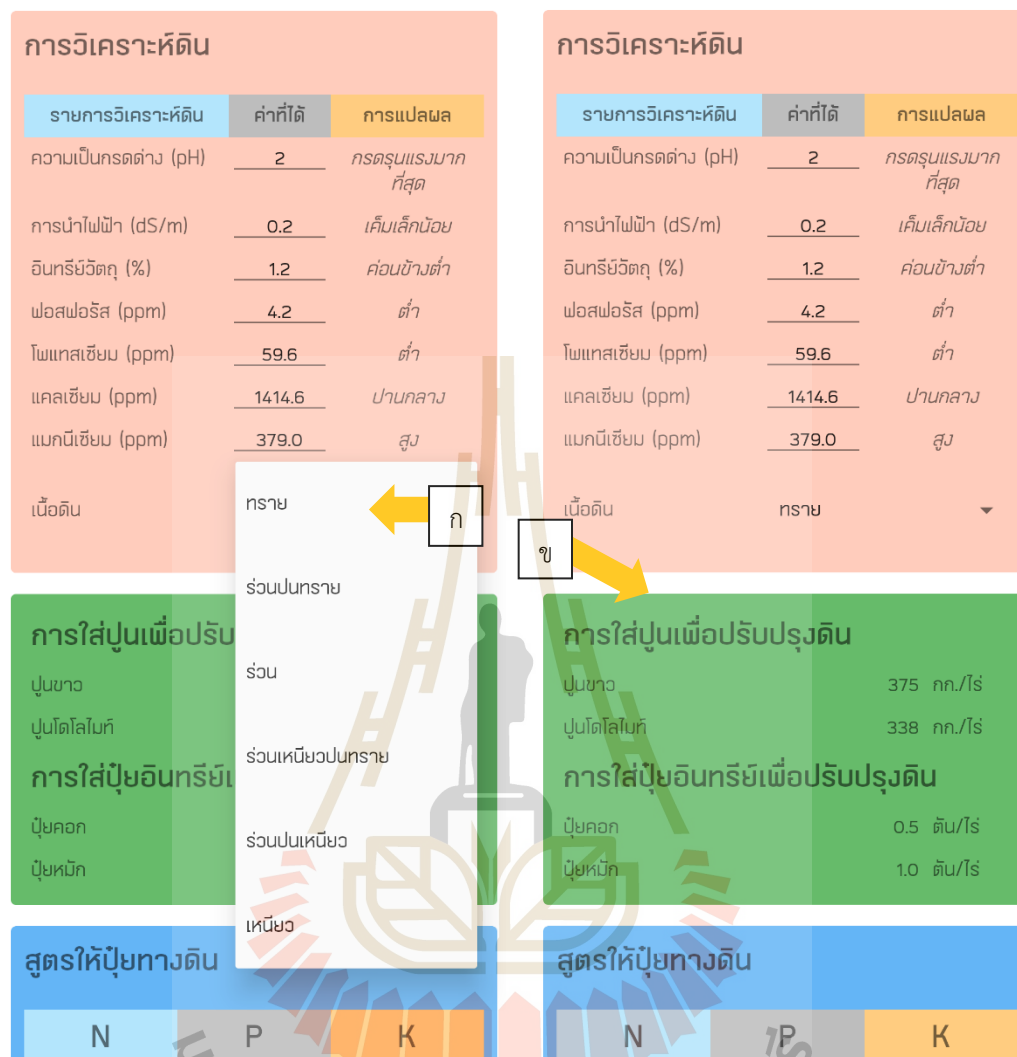 การวิเคราะห์ดิน
รายการวิเคราะห์ดิน ค่าที่ได้ การแปลผล
ความเป็นกรดด่าง (pH) 2 กรดรุนแรงมาก
ที่สุด
การนำไฟฟ้า (dS/m) 0.2 เค็มเล็กน้อย
อินทรีย์วัตถุ (%) 1.2 ค่อนข้างต่ำ
ฟอสฟอรัส (ppm) 4.2 ต่ำ
โพแทสเซียม (ppm) 59.6 ต่ำ
แคลเซียม (ppm) 1414.6 ปานกลาง
แมกนีเซียม (ppm) 379.0 สูง
เนื้อดิน
ทราย
ก
ร่วนปนทราย
ร่วน
ร่วนเหนียวปนทราย
ร่วนปนเหนียว
เหนียว
การใส่ปูนเพื่อปรับ
ปูนขาว
ปูนโดโลไมท์
การใส่ปุ๋ยอินทรีย์เ
ปุ๋ยคอก
ปุ๋ยหมัก
สูตรให้ปุ๋ยทางดิน
N P K
การวิเคราะห์ดิน
รายการวิเคราะห์ดิน ค่าที่ได้ การแปลผล
ความเป็นกรดด่าง (pH) 2 กรดรุนแรงมาก
ที่สุด
การนำไฟฟ้า (dS/m) 0.2 เค็มเล็กน้อย
อินทรีย์วัตถุ (%) 1.2 ค่อนข้างต่ำ
ฟอสฟอรัส (ppm) 4.2 ต่ำ
โพแทสเซียม (ppm) 59.6 ต่ำ
แคลเซียม (ppm) 1414.6 ปานกลาง
แมกนีเซียม (ppm) 379.0 สูง
เนื้อดิน ทราย
ข
การใส่ปูนเพื่อปรับปรุงดิน
ปูนขาว 375 กก./ไร่
ปูนโดโลไมท์ 338 กก./ไร่
การใส่ปุ๋ยอินทรีย์เพื่อปรับปรุงดิน
ปุ๋ยคอก 0.5 ตัน/ไร่
ปุ๋ยหมัก 1.0 ตัน/ไร่
สูตรให้ปุ๋ยทางดิน
N P K